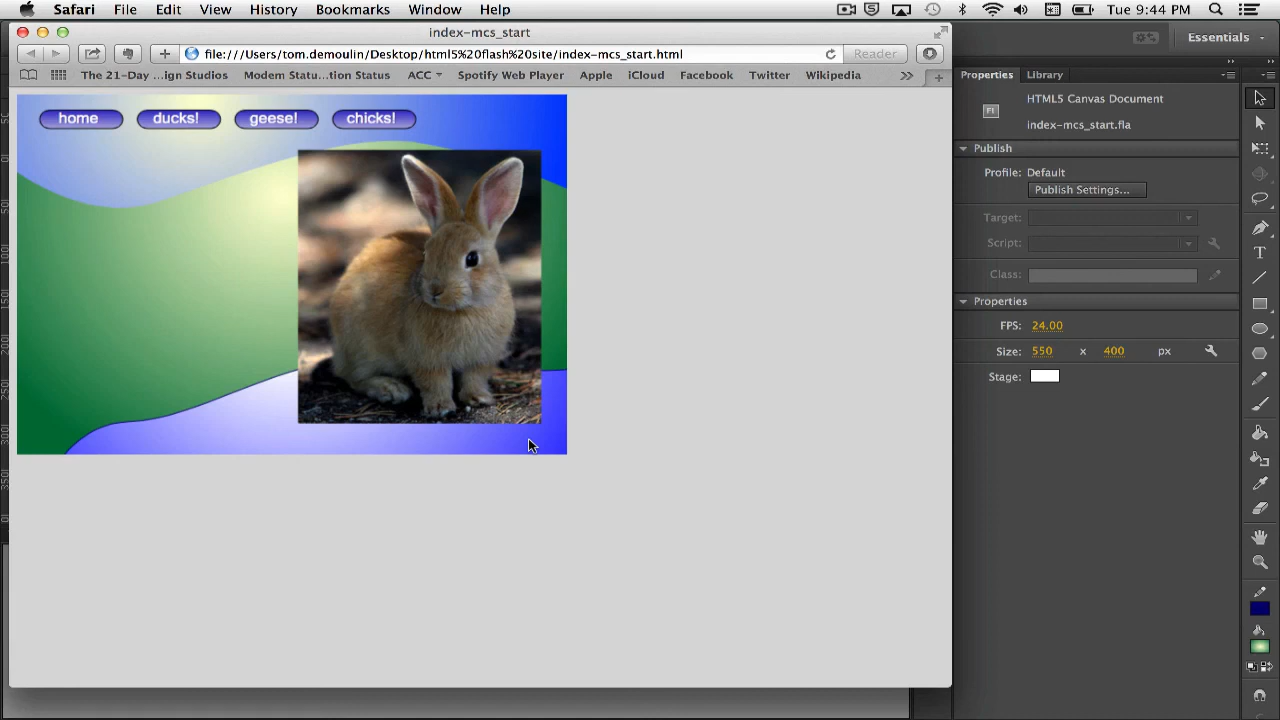 Safari File Edit View History Bookmarks Window Help Tue 9:44 PM
index-mcs_start
file:///Users/tom.demoulin/Desktop/html5%20flash%20site/index-mcs_start.html Reader
The 21-Day ...ign Studios Modern Statu...tion Status ACC Spotify Web Player Apple iCloud Facebook Twitter Wikipedia
home ducks! geese! chicks!
Essentials
Properties Library
Fl
HTML5 Canvas Document
index-mcs_start.fla
Publish
Profile: Default
Publish Settings...
Target:
Script:
Class:
Properties
FPS: 24.00
Size: 550 x 400 px
Stage: